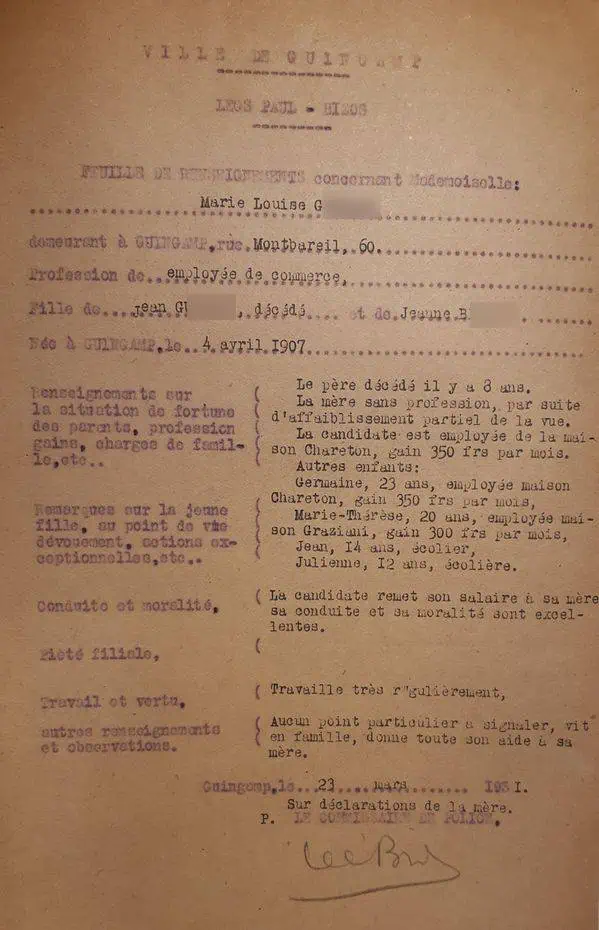 VILLE DE GUINGAMP
LEGS PAUL - BIZOS
FEUILLE DE RENSEIGNEMENTS concernant Mademoiselle:
Marie Louise G
demeurant à GUINGAMP, rue Montbareil, 60.
Profession de...employée de commerce,
Fille de...jean G , décédé.... et de Jeanne B
Née à GUINGAMP, le.. 4 avril 1907
Renseignements sur ( Le père décédé il y a 8 ans.
la situation de fortune ( La mère sans profession, par suite
des parents, profession ( d'affaiblissement partiel de la vue.
gains, charges de famil- ( La candidate est employée de la mai-
le, etc.. ( son Chareton, gain 350 frs par mois.
Autres enfants:
Germaine, 23 ans, employée maison
Remarques sur la jeune ( Chareton, gain 350 frs par mois,
fille, au point de vue ( Marie-Thérèse, 20 ans, employée mai-
dévouement, actions ex- ( son Graziani, gain 300 frs par mois,
ceptionnelles, etc.. ( Jean, 14 ans, écolier,
Julienne, 12 ans, écolière.
Conduite et moralité, ( La candidate remet son salaire à sa mère
sa conduite et sa moralité sont excel-
lentes.
Piété filiale, (
Travail et vertu, ( Travaille très r"gulièrement,
autres renseignements ( Aucun point particulier a signaler, vit
et observations. ( en famille, donne toute son aide à sa
mère.
Guingamp, le...23....mars........ 1931.
Sur déclarations de la mère.
P. LE COMMISSAIRE DE POLICE,